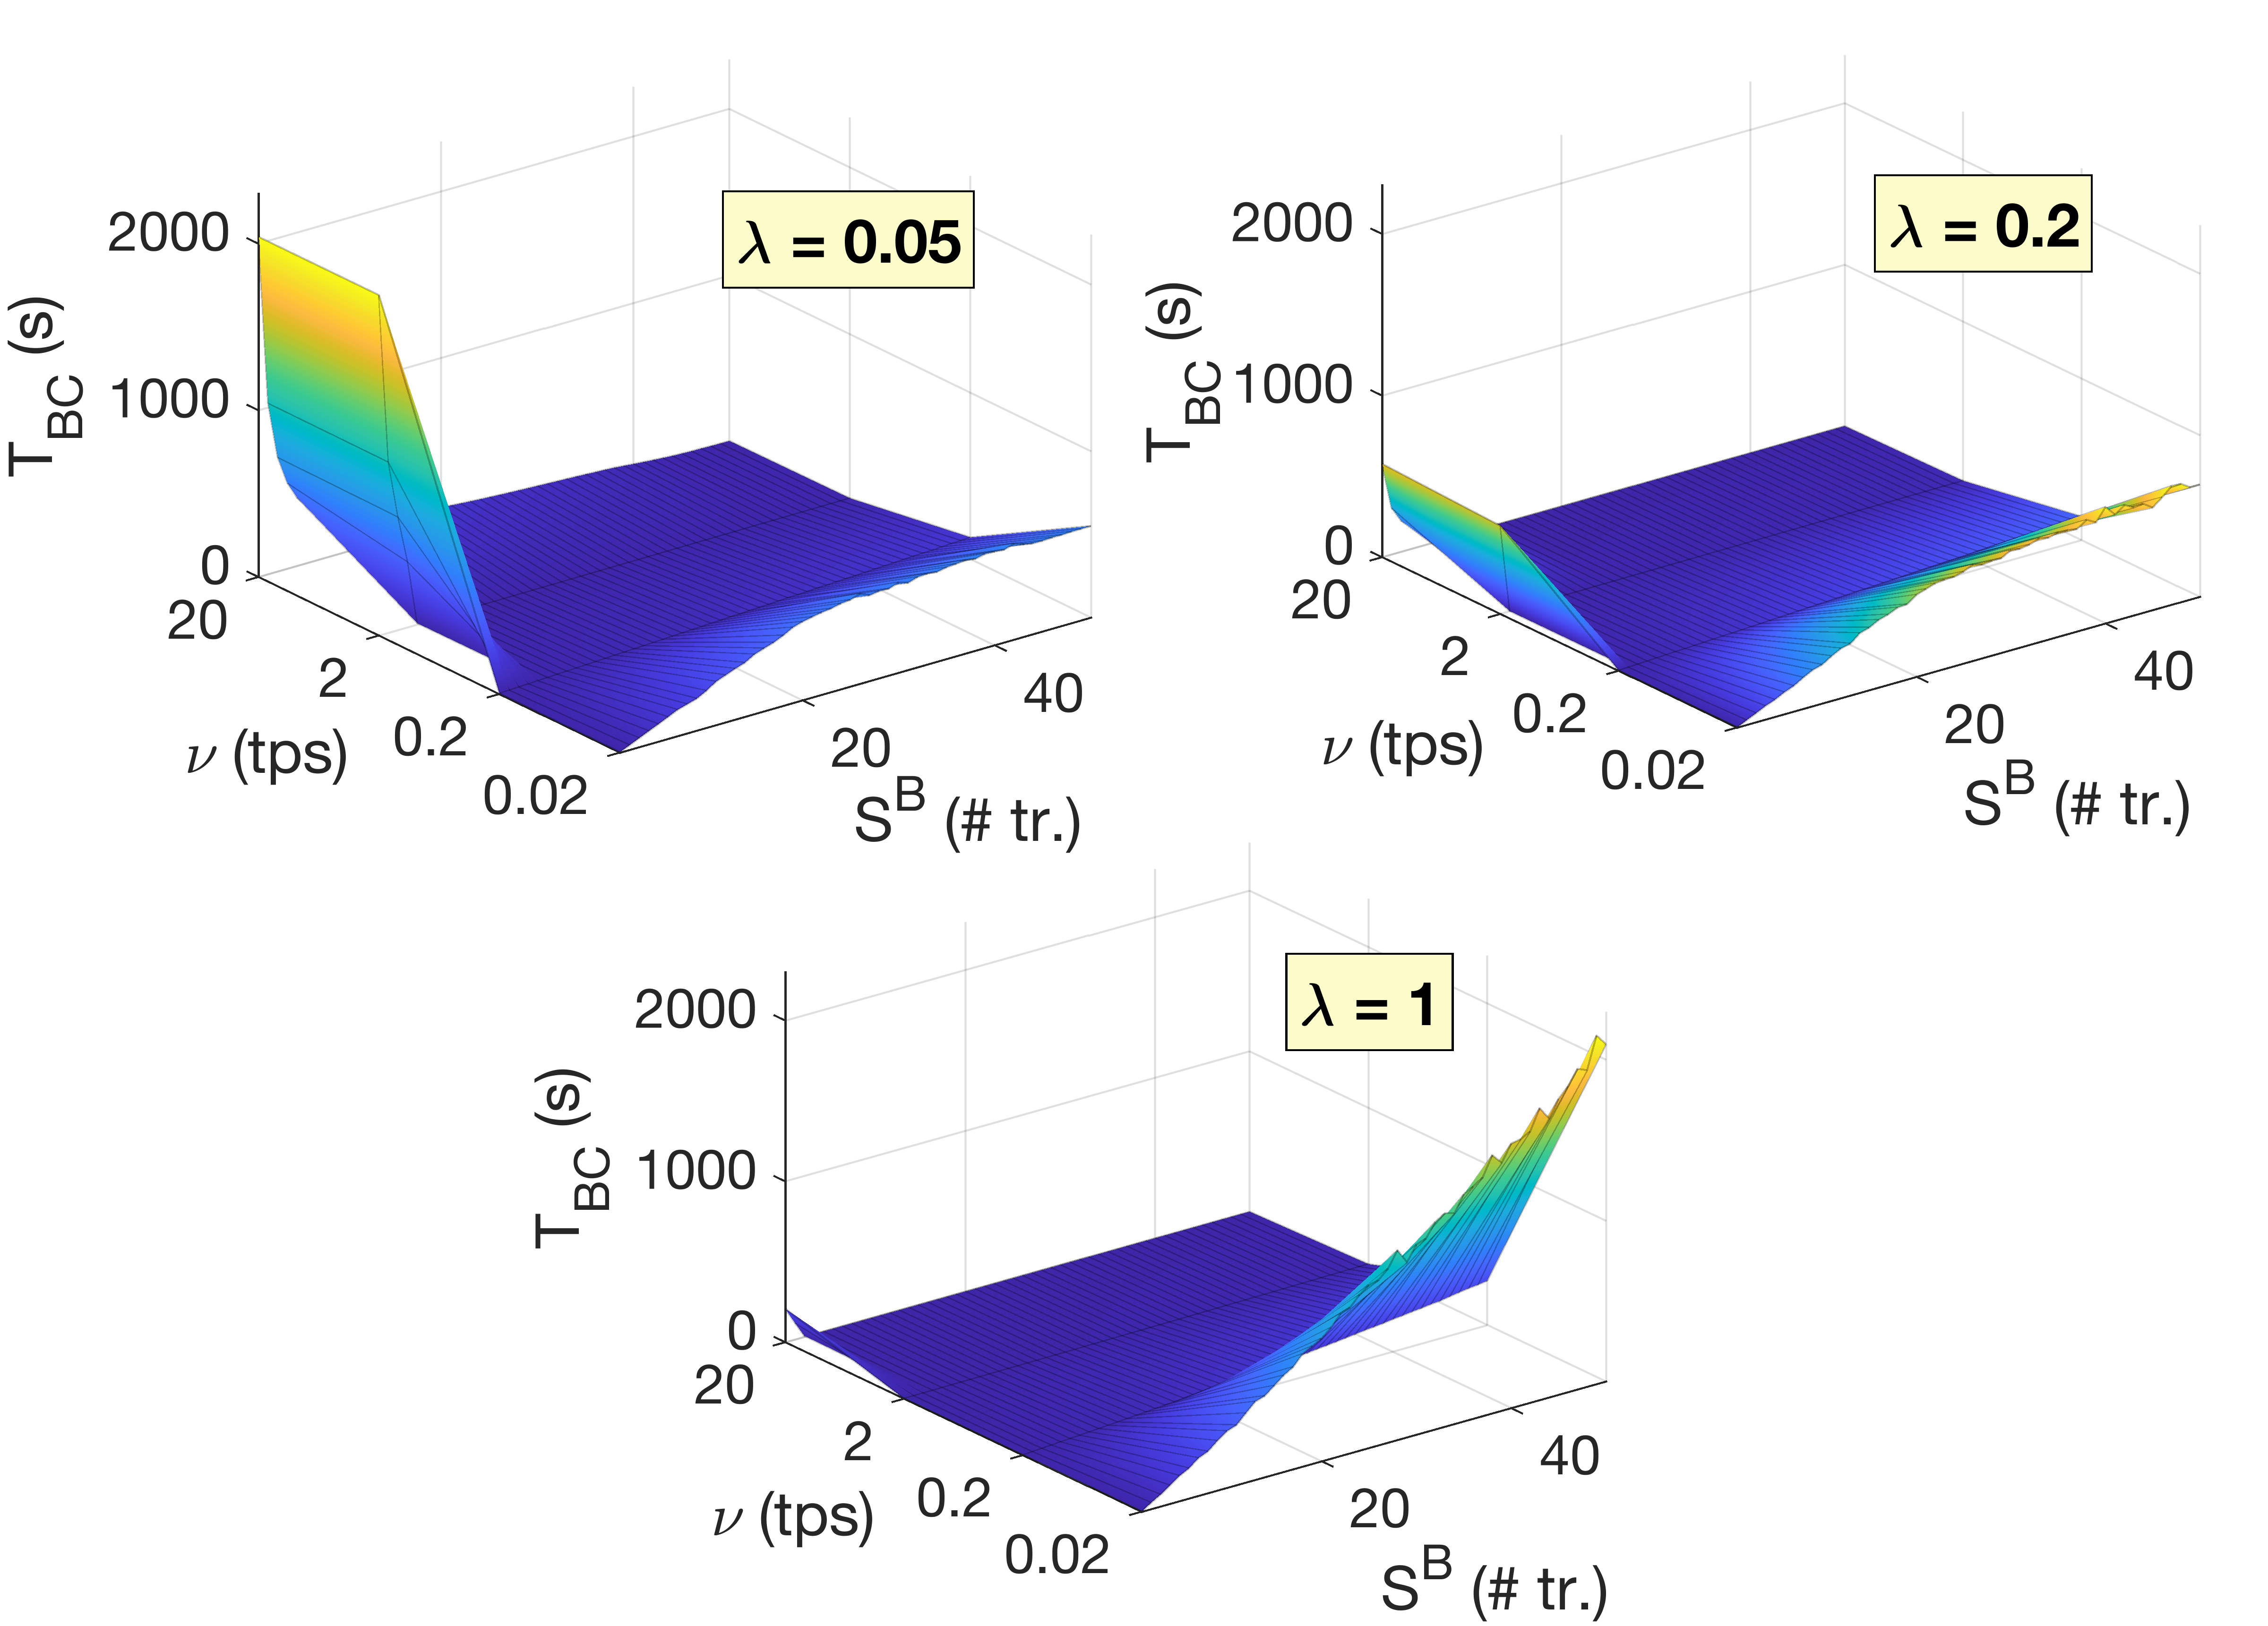 λ = 0.05
2000
1000
0
T_BC (s)
20
2
0.2
0.02
ν (tps)
20
40
S^B (# tr.)
λ = 0.2
2000
1000
0
T_BC (s)
20
2
0.2
0.02
ν (tps)
20
40
S^B (# tr.)
λ = 1
2000
1000
0
T_BC (s)
20
2
0.2
0.02
ν (tps)
20
40
S^B (# tr.)